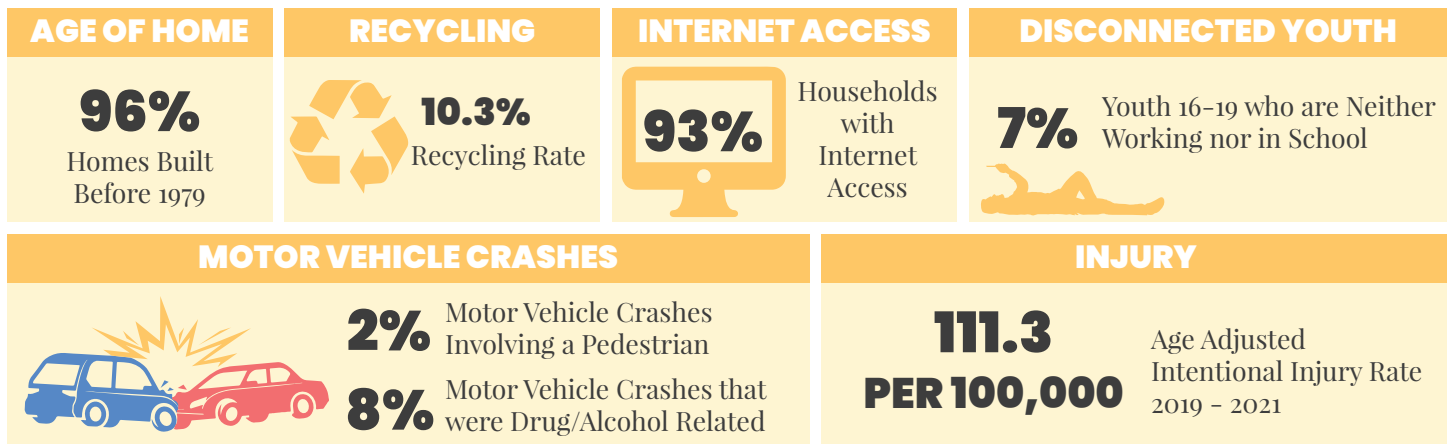 AGE OF HOME
96%
Homes Built
Before 1979
RECYCLING
10.3%
Recycling Rate
INTERNET ACCESS
93%
Households
with
Internet
Access
DISCONNECTED YOUTH
7%
Youth 16-19 who are Neither
Working nor in School
MOTOR VEHICLE CRASHES
2%
Motor Vehicle Crashes
Involving a Pedestrian
8%
Motor Vehicle Crashes that
were Drug/Alcohol Related
INJURY
111.3
PER 100,000
Age Adjusted
Intentional Injury Rate
2019 - 2021